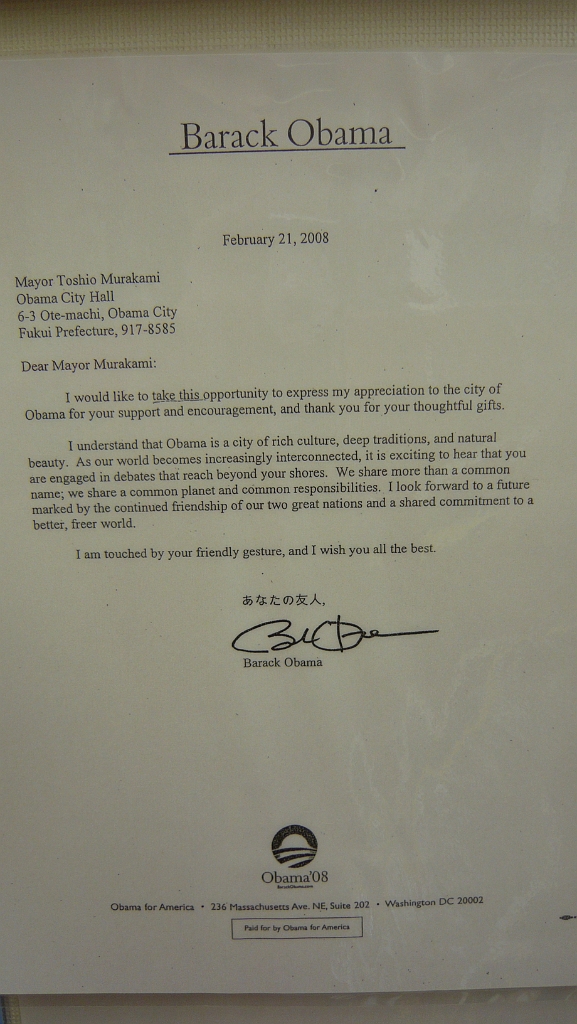 Barack Obama
February 21, 2008
Mayor Toshio Murakami
Obama City Hall
6-3 Ote-machi, Obama City
Fukui Prefecture, 917-8585
Dear Mayor Murakami:
I would like to take this opportunity to express my appreciation to the city of
Obama for your support and encouragement, and thank you for your thoughtful gifts.
I understand that Obama is a city of rich culture, deep traditions, and natural
beauty. As our world becomes increasingly interconnected, it is exciting to hear that you
are engaged in debates that reach beyond your shores. We share more than a common
name; we share a common planet and common responsibilities. I look forward to a future
marked by the continued friendship of our two great nations and a shared commitment to a
better, freer world.
I am touched by your friendly gesture, and I wish you all the best.
あなたの友人,
Barack Obama
Obama'08
BarackObama.com
Obama for America • 236 Massachusetts Ave. NE, Suite 202 • Washington DC 20002
Paid for by Obama for America